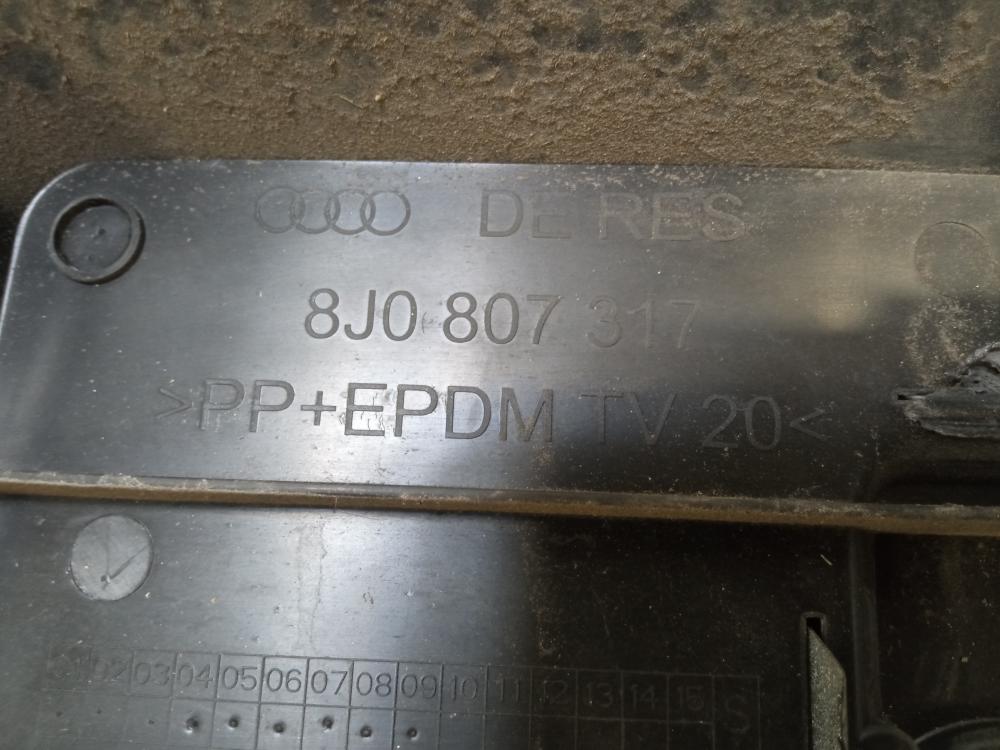 DE RES
8J0 807 317
>PP+EPDM TV 20<
01 02 03 04 05 06 07 08 09 10 11 12 13 14 15 S